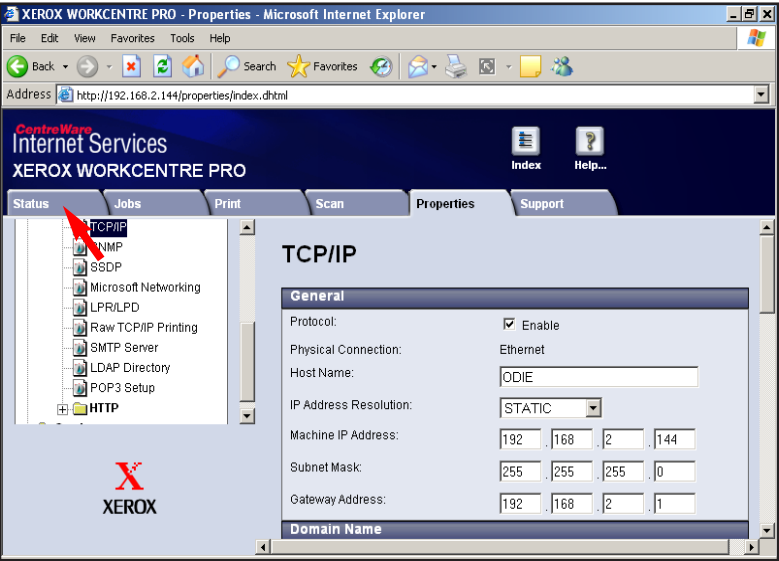 XEROX WORKCENTRE PRO - Properties - Microsoft Internet Explorer
File Edit View Favorites Tools Help
Back Search Favorites
Address http://192.168.2.144/properties/index.dhtml
CentreWare
Internet Services
XEROX WORKCENTRE PRO
Index Help...
Status Jobs Print Scan Properties Support
TCP/IP
SNMP
SSDP
Microsoft Networking
LPR/LPD
Raw TCP/IP Printing
SMTP Server
LDAP Directory
POP3 Setup
HTTP
X
XEROX
TCP/IP
General
Protocol: Enable
Physical Connection: Ethernet
Host Name: ODIE
IP Address Resolution: STATIC
Machine IP Address: 192 . 168 . 2 . 144
Subnet Mask: 255 . 255 . 255 . 0
Gateway Address: 192 . 168 . 2 . 1
Domain Name